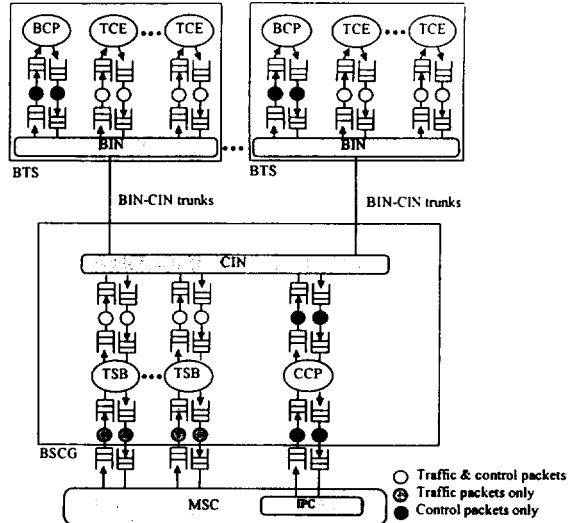 BCP TCE TCE BCP TCE TCE
BIN BIN
BTS BTS
BIN-CIN trunks BIN-CIN trunks
CIN
TSB TSB CCP
BSCG
MSC IPC
Traffic & control packets
Traffic packets only
Control packets only